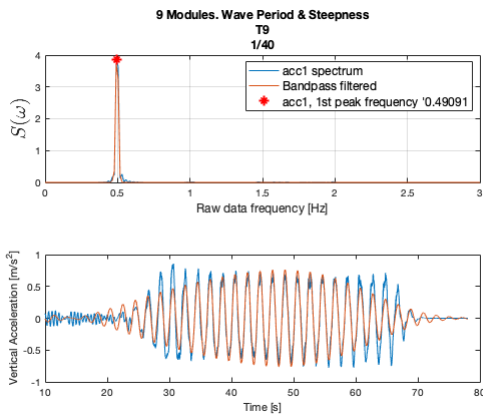 9 Modules. Wave Period & Steepness
T9
1/40
S(ω)
4
3
2
1
0
acc1 spectrum
Bandpass filtered
acc1, 1st peak frequency '0.49091
0 0.5 1 1.5 2 2.5 3
Raw data frequency [Hz]
Vertical Acceleration [m/s²]
1
0.5
0
-0.5
-1
10 20 30 40 50 60 70 80
Time [s]